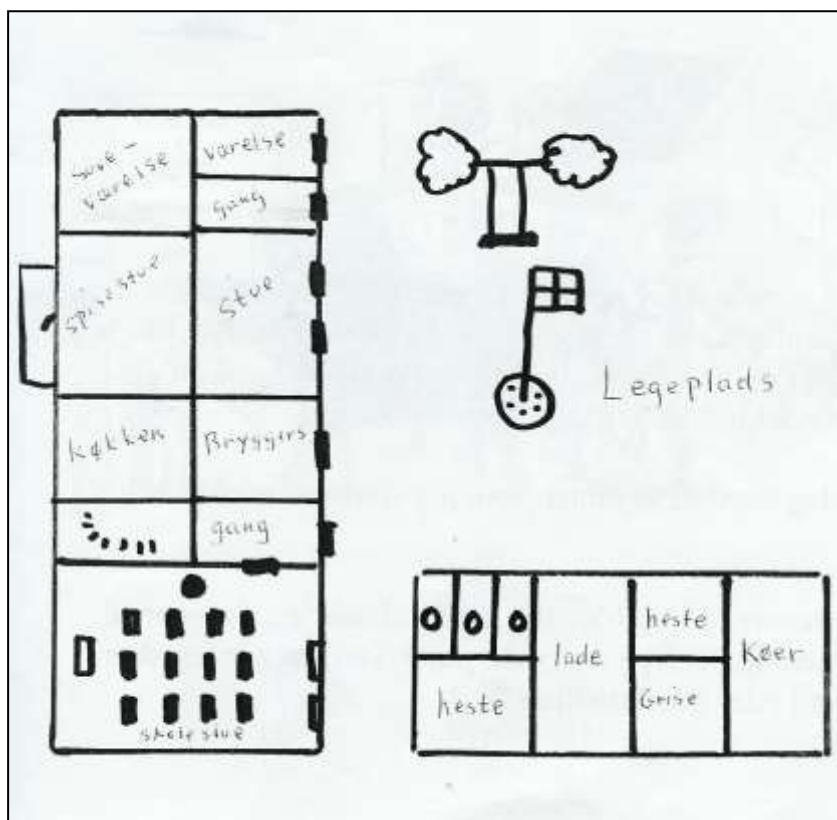 Sove-
værelse
værelse
gang
spisestue
stue
køkken
Bryggers
gang
skolestue
Legeplads
heste
lade
heste
Grise
Køer